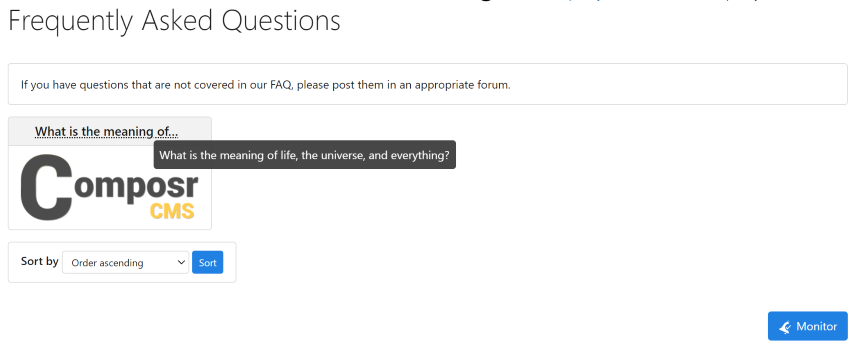 Frequently Asked Questions
If you have questions that are not covered in our FAQ, please post them in an appropriate forum.
What is the meaning of...
What is the meaning of life, the universe, and everything?
Composr
CMS
Sort by Order ascending Sort
Monitor